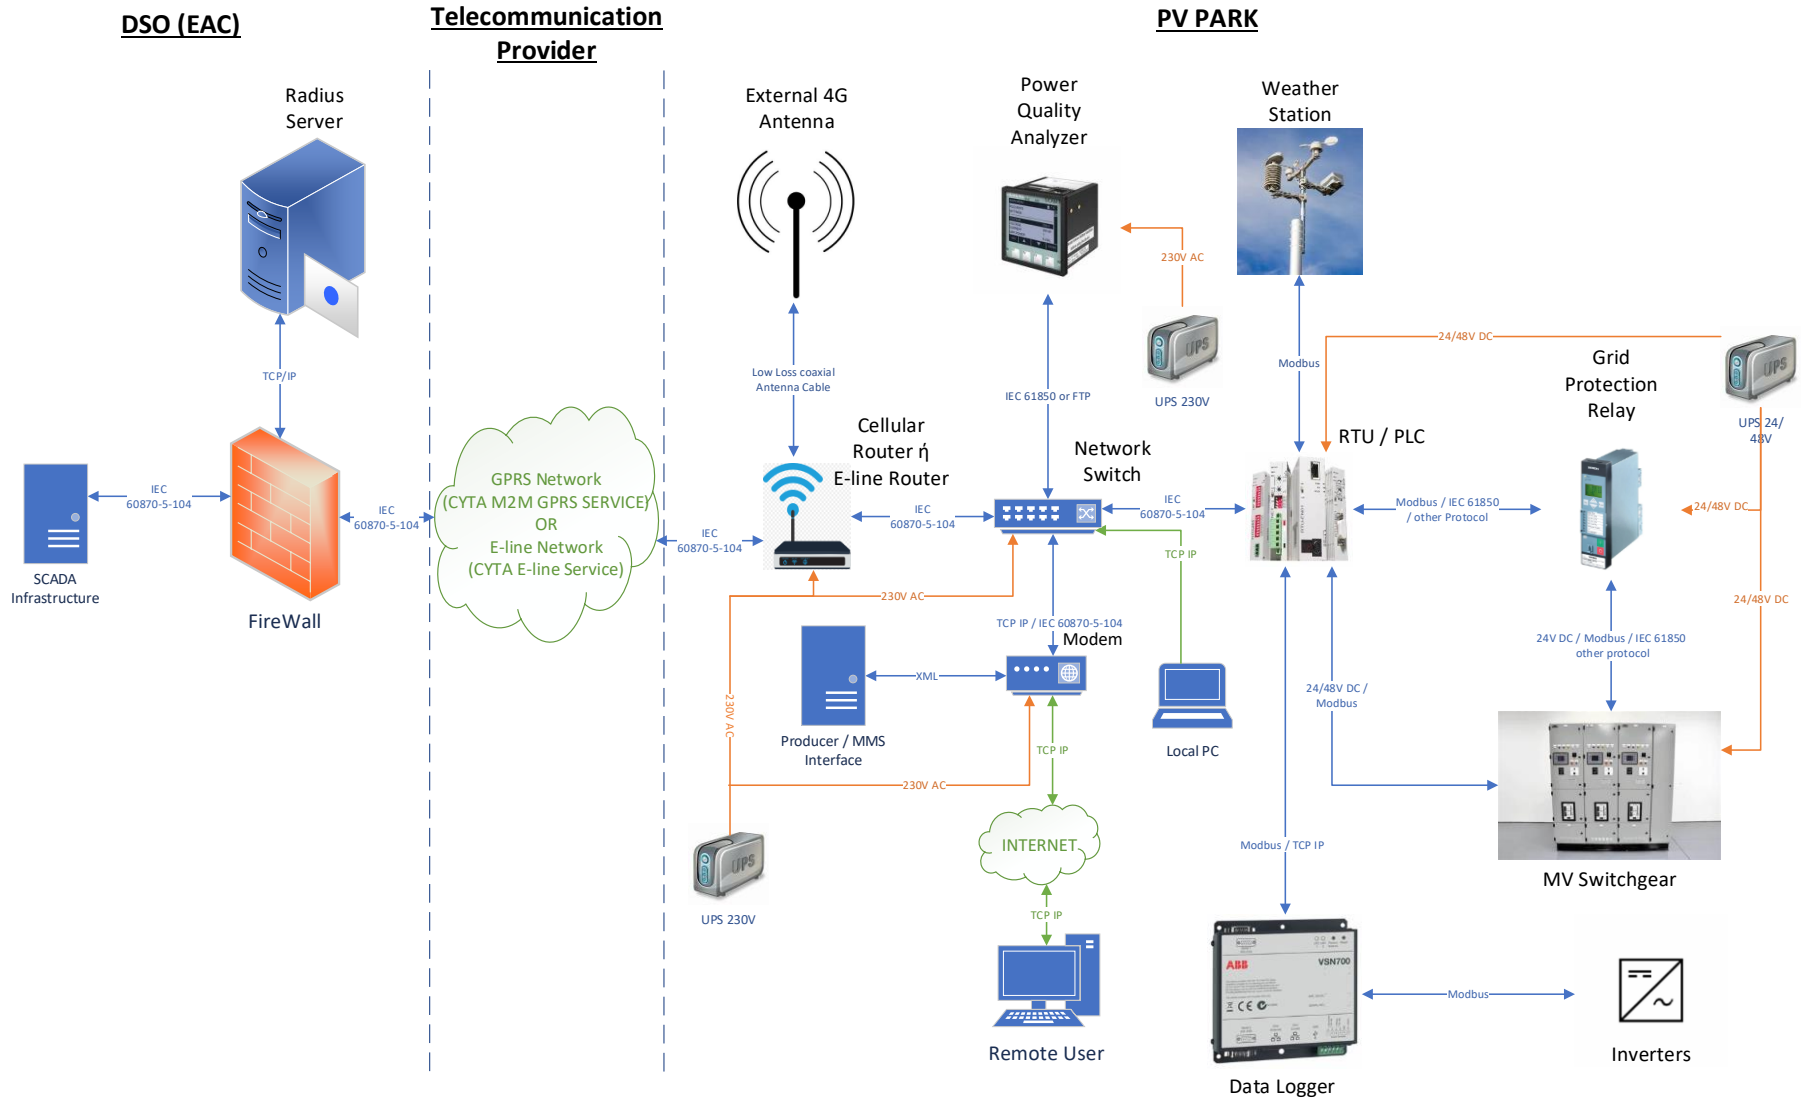 DSO (EAC)
Telecommunication
Provider
PV PARK
Radius
Server
External 4G
Antenna
Power
Quality
Analyzer
Weather
Station
230V AC
UPS
UPS 230V
24/48V DC
UPS
UPS 24/
48V
Grid
Protection
Relay
TCP/IP
Low Loss coaxial
Antenna Cable
IEC 61850 or FTP
Modbus
Cellular
Router ή
E-line Router
Network
Switch
RTU / PLC
GPRS Network
(CYTA M2M GPRS SERVICE)
OR
E-line Network
(CYTA E-line Service)
IEC
60870-5-104
IEC
60870-5-104
IEC
60870-5-104
IEC
60870-5-104
IEC
60870-5-104
Modbus / IEC 61850
/ other Protocol
24/48V DC
TCP IP
SCADA
Infrastructure
FireWall
230V AC
24/48V DC
TCP IP / IEC 60870-5-104
Modem
24V DC / Modbus / IEC 61850
other protocol
XML
230V AC
24/48V DC /
Modbus
Producer / MMS
Interface
TCP IP
Local PC
230V AC
INTERNET
Modbus / TCP IP
UPS
UPS 230V
MV Switchgear
TCP IP
ABB
VSN700
CE
Modbus
Remote User
Inverters
Data Logger